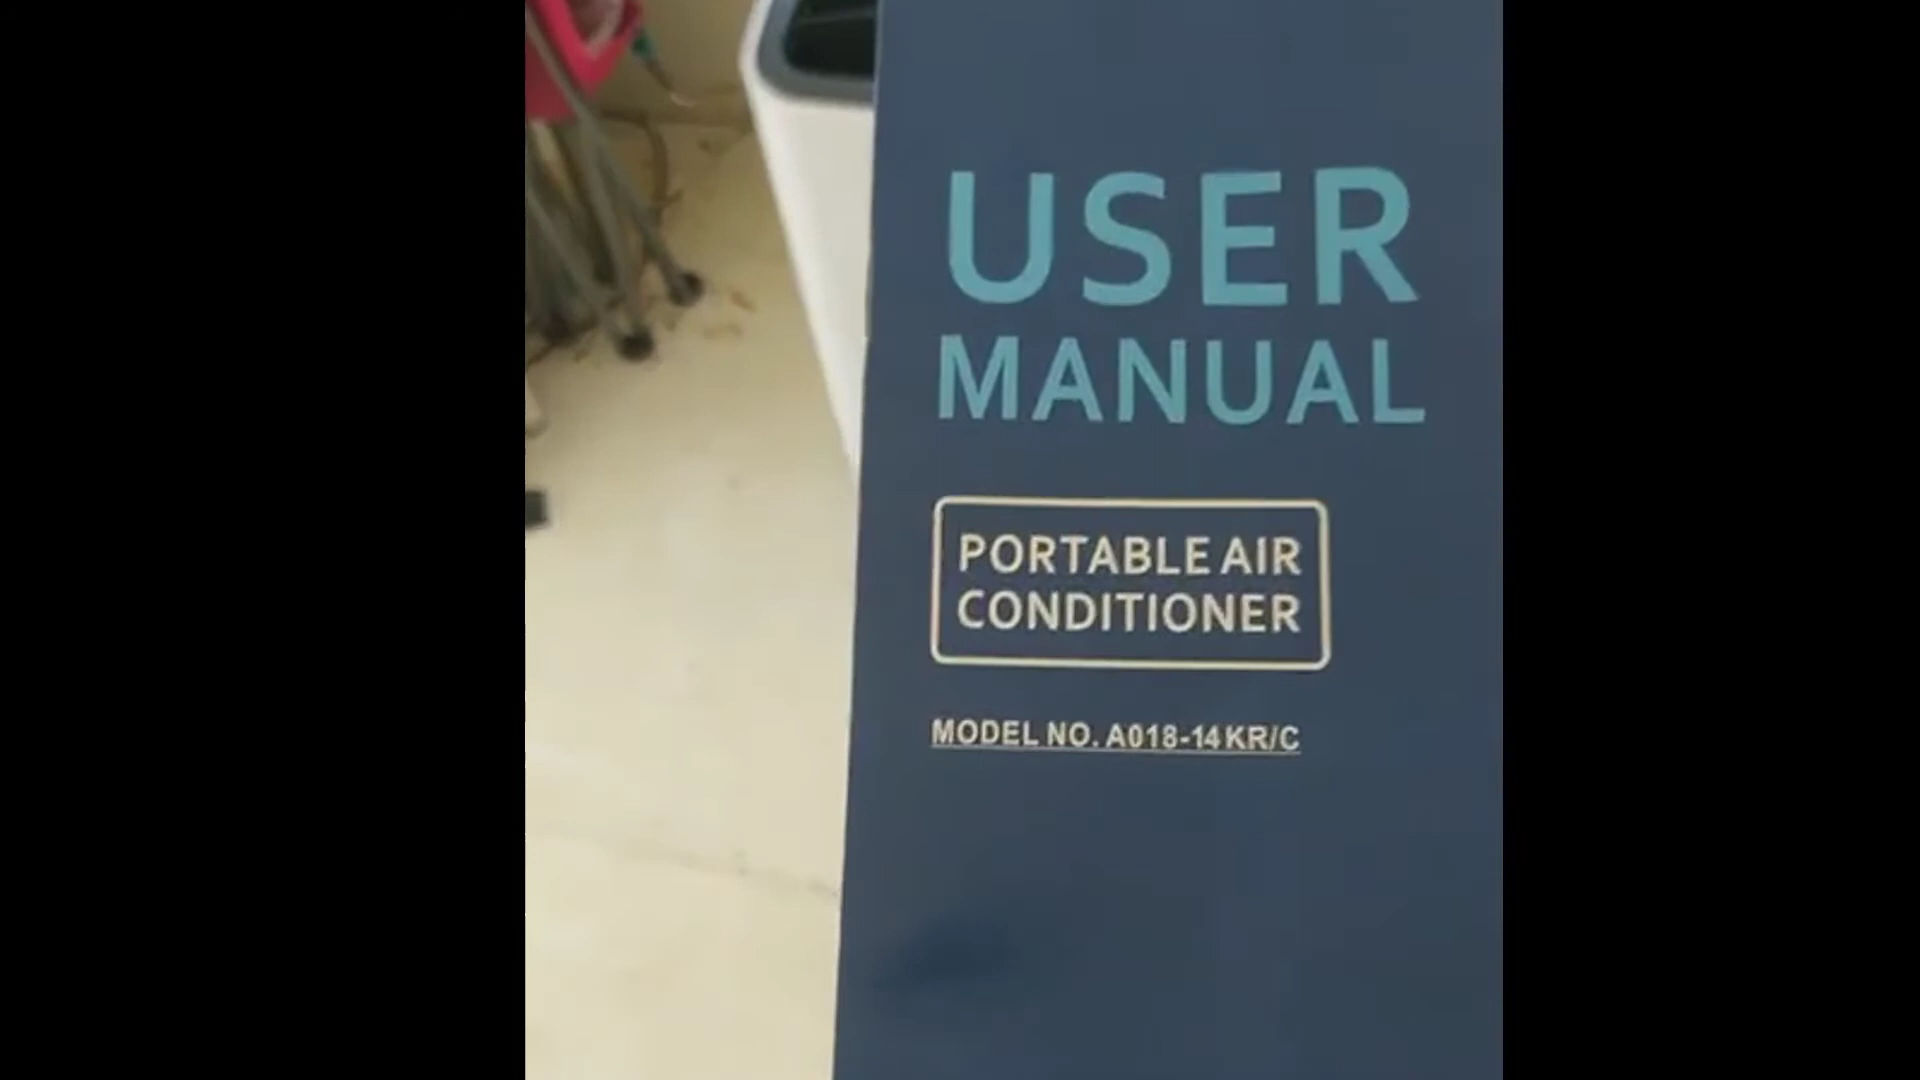 USER
MANUAL
PORTABLE AIR
CONDITIONER
MODEL NO. A018-14KR/C